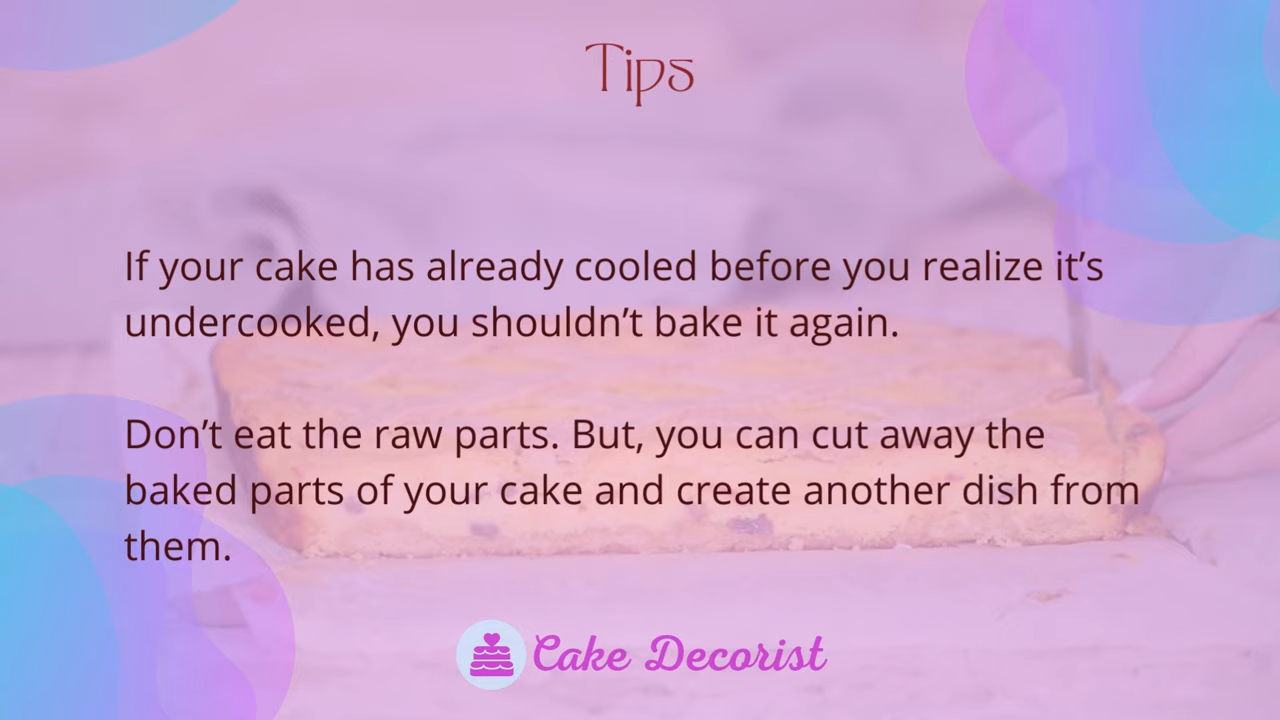 Tips
If your cake has already cooled before you realize it’s
undercooked, you shouldn’t bake it again.
Don’t eat the raw parts. But, you can cut away the
baked parts of your cake and create another dish from
them.
Cake Decorist